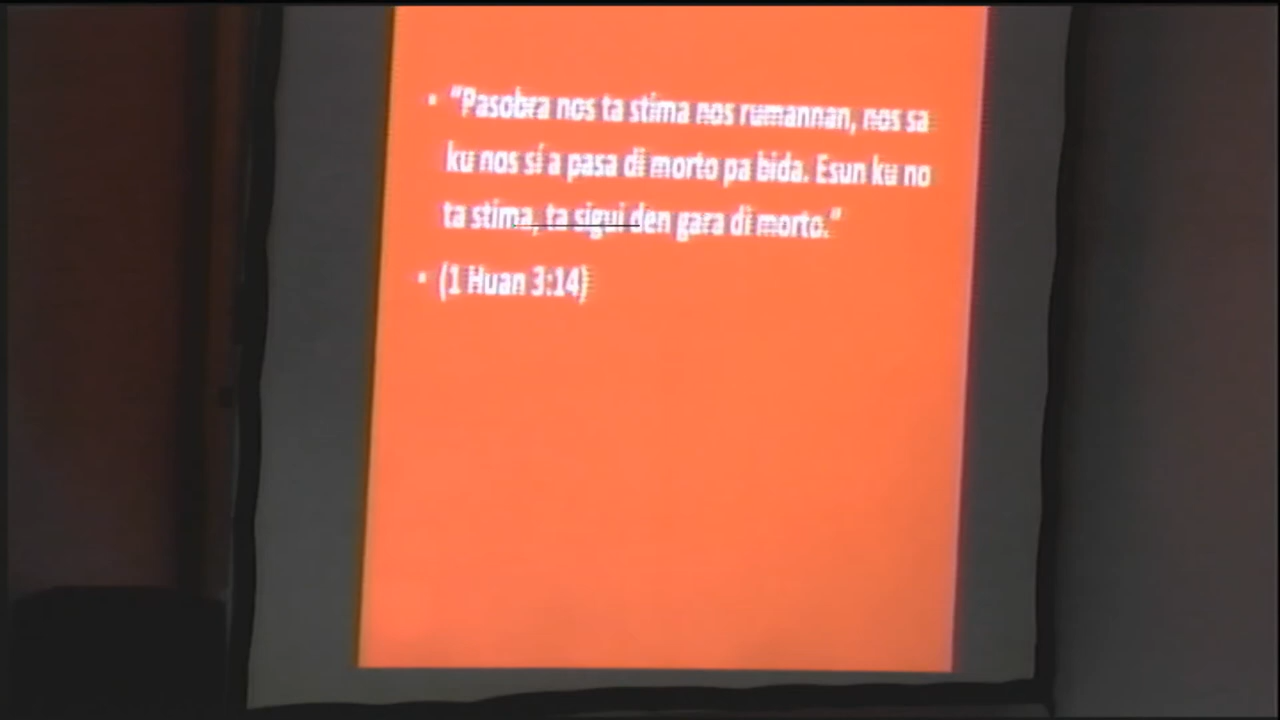 • “Pasobra nos ta stima nos rumannan, nos sa
ku nos sí a pasa di morto pa bida. Esun ku no
ta stima, ta sigui den gara di morto.”
• (1 Huan 3:14)